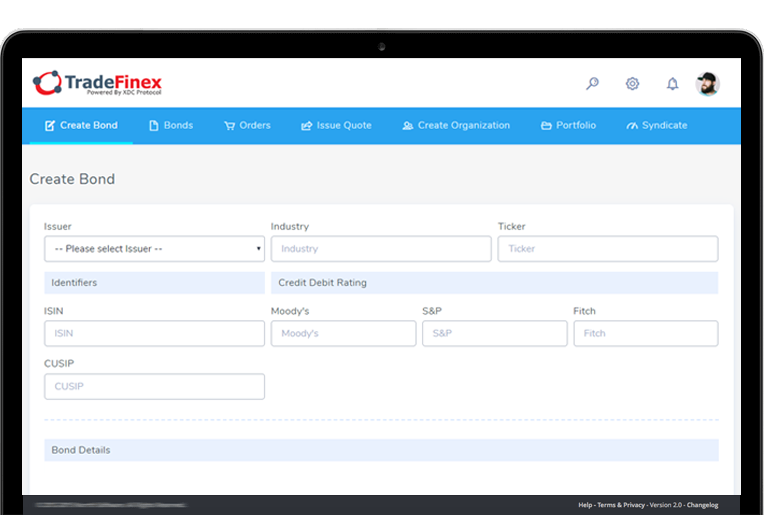 TradeFinex
Powered By XDC Protocol
Create Bond Bonds Orders Issue Quote Create Organization Portfolio Syndicate
Create Bond
Issuer Industry Ticker
-- Please select Issuer -- Industry Ticker
Identifiers Credit Debit Rating
ISIN Moody's S&P Fitch
ISIN Moody's S&P Fitch
CUSIP
CUSIP
Bond Details
Help - Terms & Privacy - Version 2.0 - Changelog